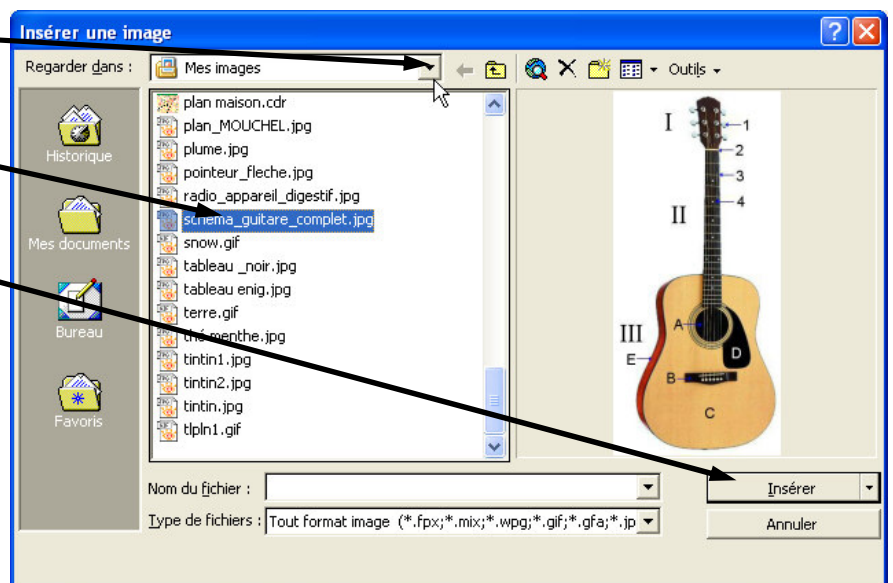 Insérer une image
Regarder dans :
Mes images
Outils
Historique
Mes documents
Bureau
Favoris
plan maison.cdr
plan_MOUCHEL.jpg
plume.jpg
pointeur_fleche.jpg
radio_appareil_digestif.jpg
schema_guitare_complet.jpg
snow.gif
tableau _noir.jpg
tableau enig.jpg
terre.gif
thé menthe.jpg
tintin1.jpg
tintin2.jpg
tintin.jpg
tlpln1.gif
I
1
2
3
4
II
III
A
D
E
B
C
Nom du fichier :
Insérer
Type de fichiers :
Tout format image (*.fpx;*.mix;*.wpg;*.gif;*.gfa;*.jp
Annuler